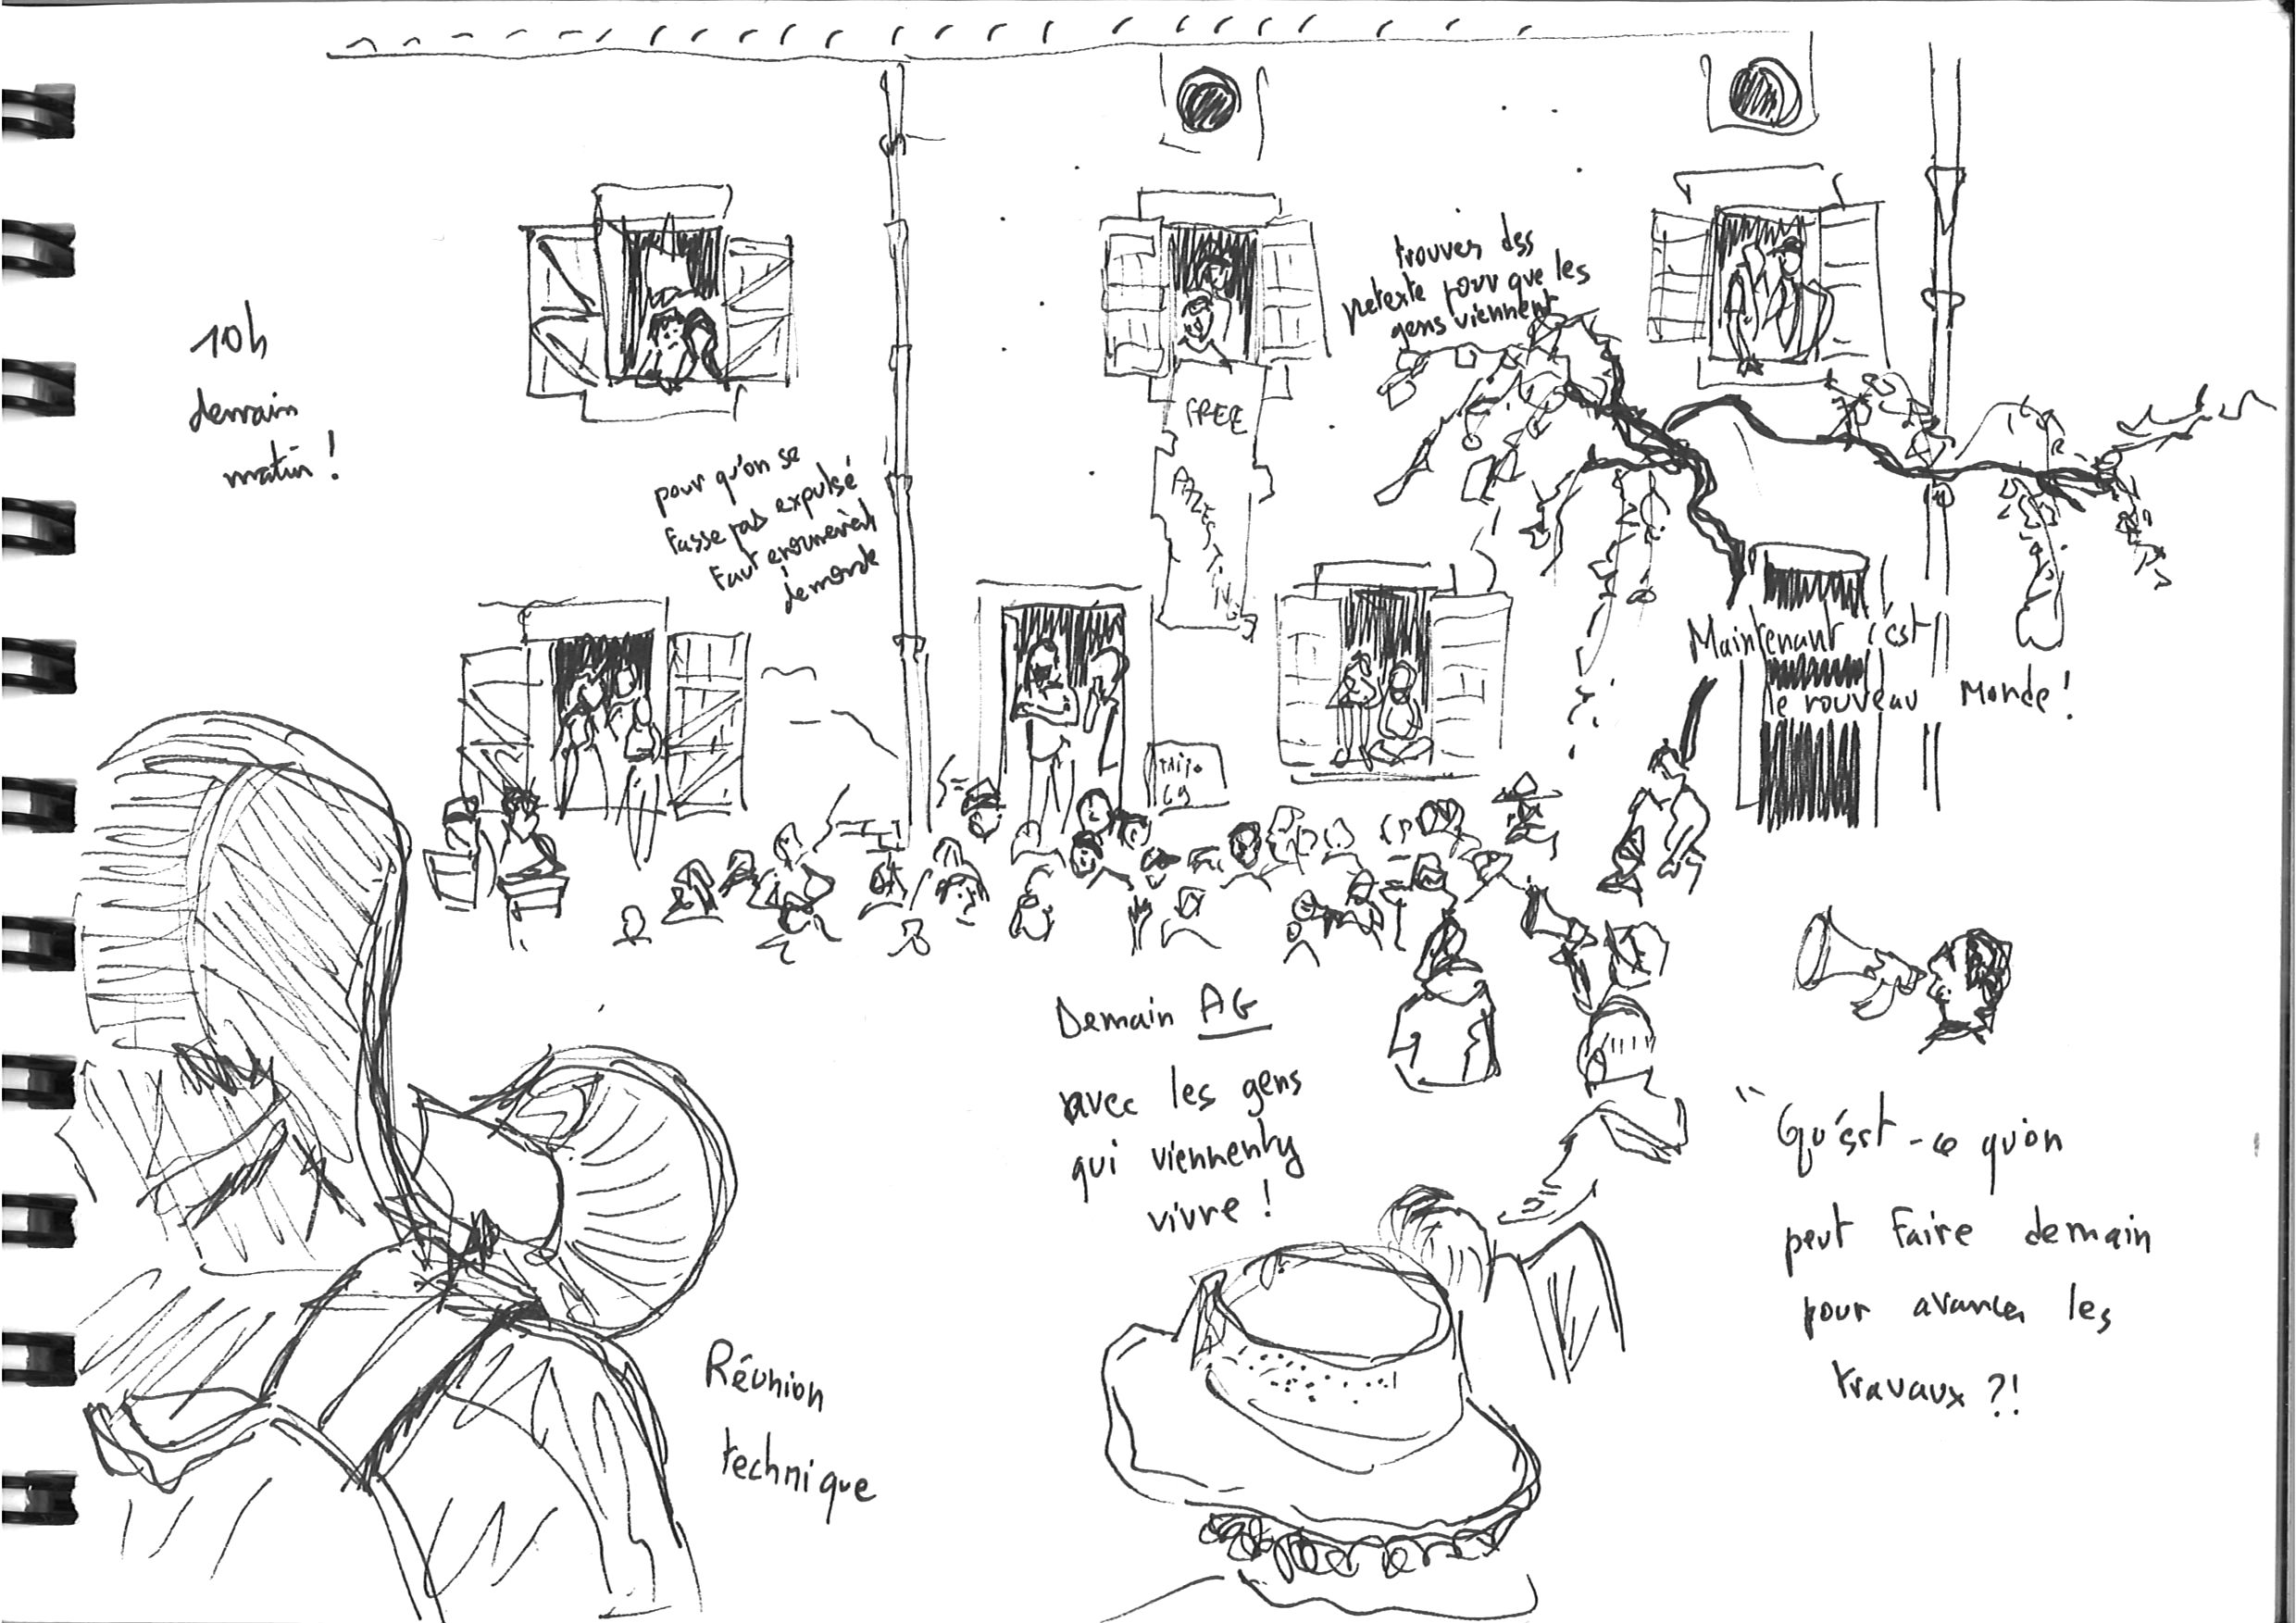 10h
demain
matin !
trouver des
pretexte pour que les
gens viennent
FREE
PALESTINE
pour qu'on se
fasse pas expulsé
faut énormément
de monde
Maintenant c'est
le nouveau Monde !
Demain AG
avec les gens
qui viennent y
vivre !
"Qu'est-ce qu'on
peut faire demain
pour avancer les
travaux ?!
Réunion
technique